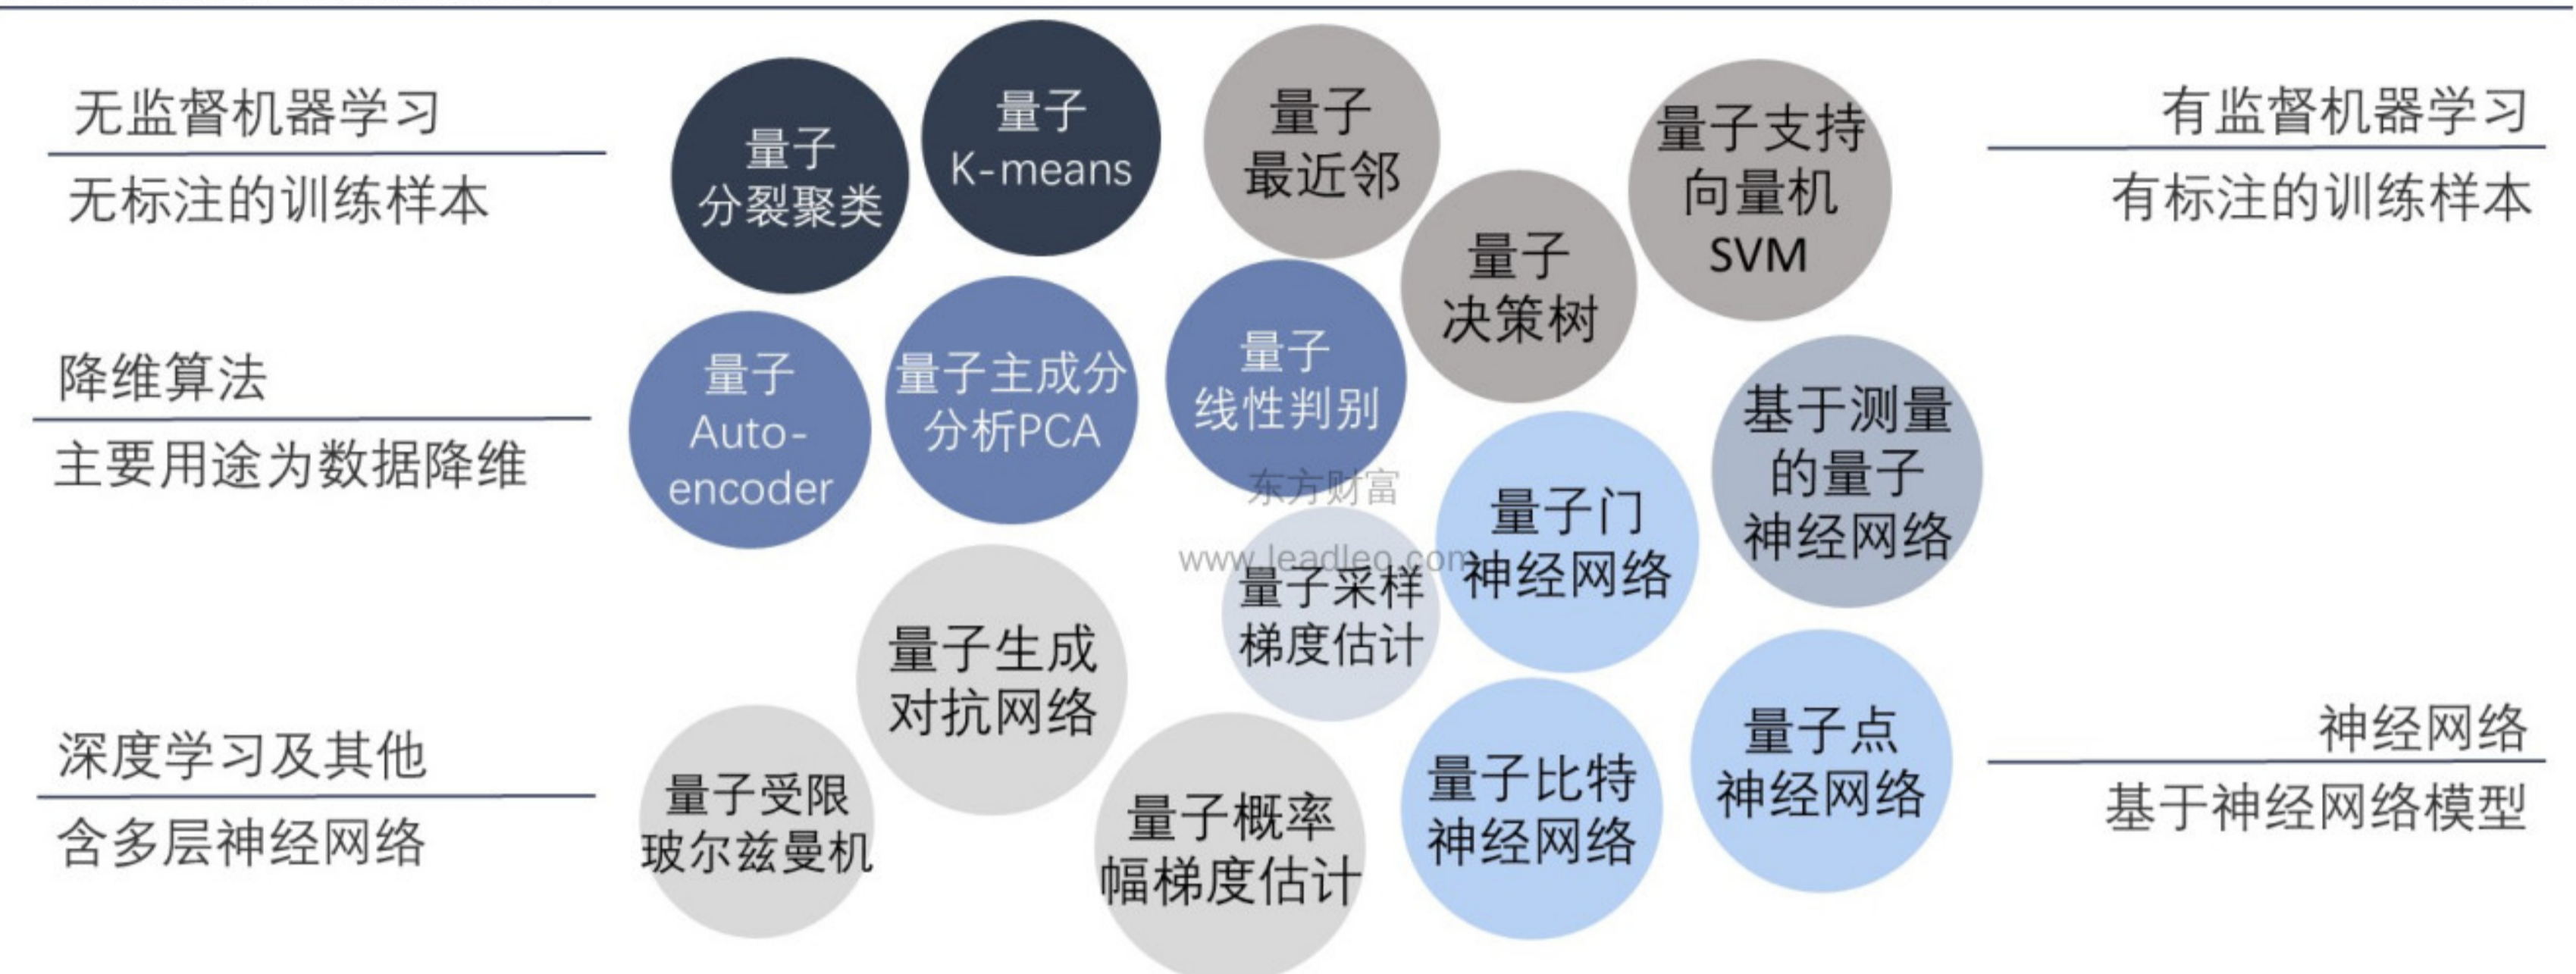 无监督机器学习
无标注的训练样本
有监督机器学习
有标注的训练样本
量子
分裂聚类
量子
K-means
量子
最近邻
量子
决策树
量子支持
向量机
SVM
降维算法
主要用途为数据降维
量子
Auto-
encoder
量子主成分
分析PCA
量子
线性判别
东方财富
www.leadleo.com
量子采样
梯度估计
量子门
神经网络
基于测量
的量子
神经网络
深度学习及其他
含多层神经网络
量子受限
玻尔兹曼机
量子生成
对抗网络
量子概率
幅梯度估计
量子比特
神经网络
量子点
神经网络
神经网络
基于神经网络模型